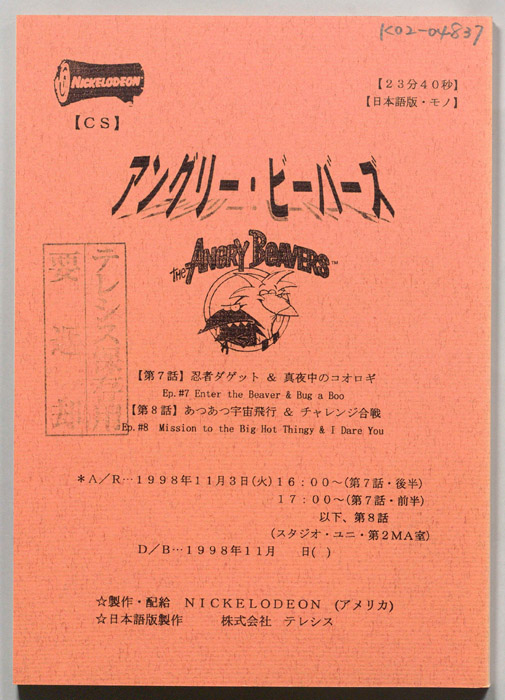 K02-04837
NICKELODEON
【23分40秒】
【日本語版・モノ】
【CS】
アングリー・ビーバーズ
THE ANGRY BEAVERS™
テレシス保存用
要返却
【第7話】忍者ダゲット & 真夜中のコオロギ
Ep.#7 Enter the Beaver & Bug a Boo
【第8話】あつあつ宇宙飛行 & チャレンジ合戦
Ep.#8 Mission to the Big Hot Thingy & I Dare You
*A/R…1998年11月3日(火)16:00～(第7話・後半)
17:00～(第7話・前半)
以下、第8話
(スタジオ・ユニ・第2MA室)
D/B…1998年11月　　日( )
☆製作・配給　NICKELODEON (アメリカ)
☆日本語版製作　　株式会社 テレシス